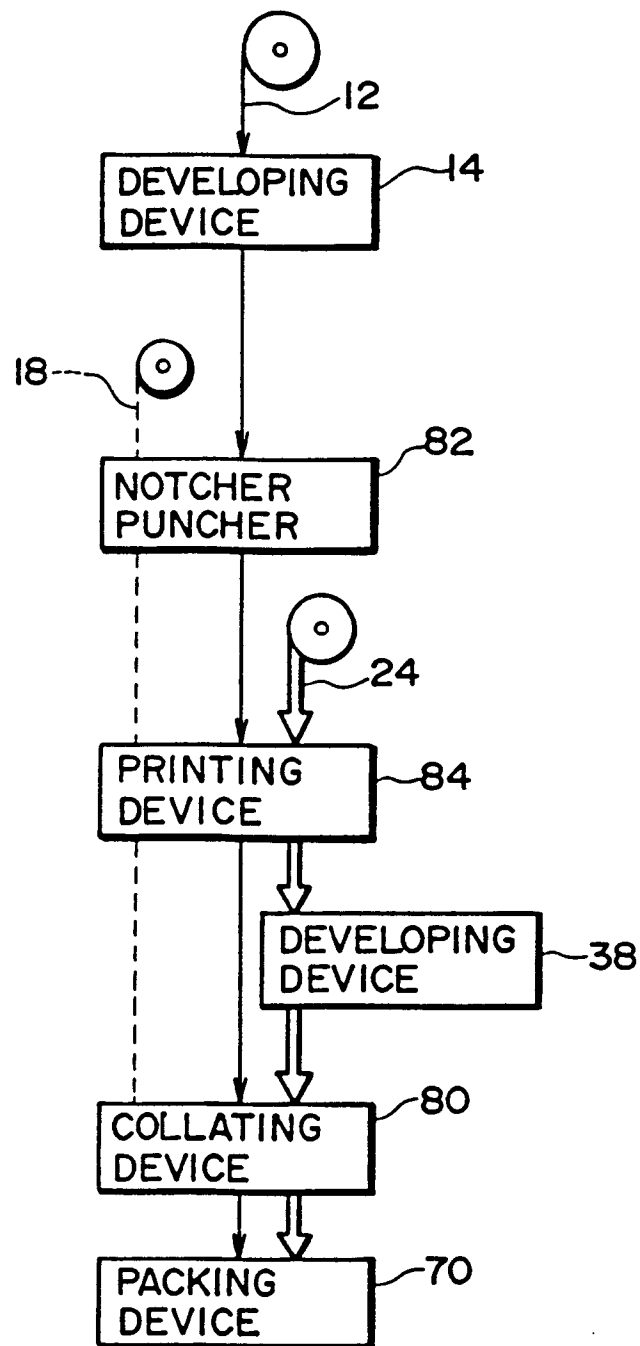 12
DEVELOPING
DEVICE
14
18
NOTCHER
PUNCHER
82
24
PRINTING
DEVICE
84
DEVELOPING
DEVICE
38
COLLATING
DEVICE
80
PACKING
DEVICE
70